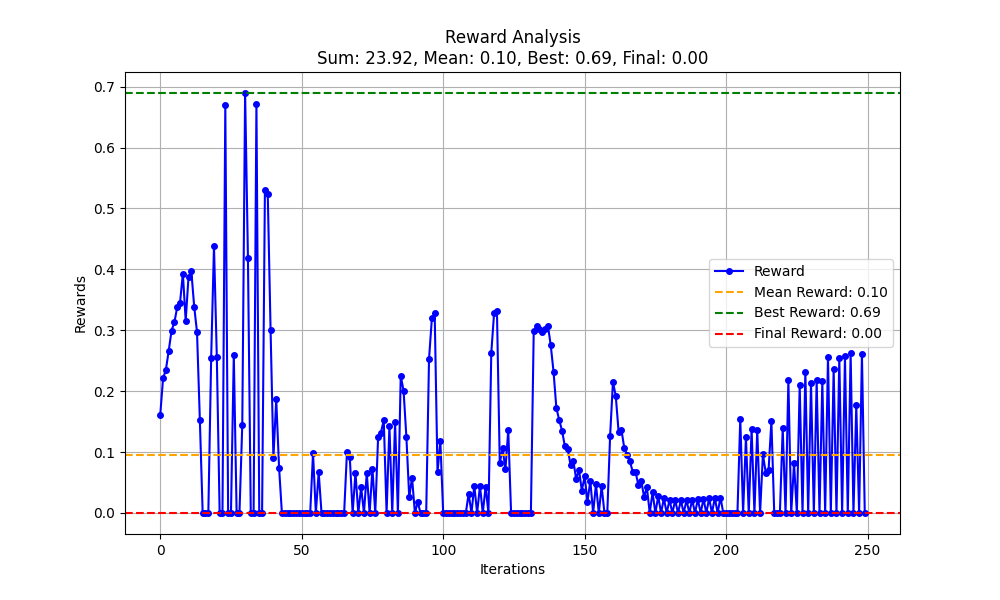 Reward Analysis
Sum: 23.92, Mean: 0.10, Best: 0.69, Final: 0.00
0.7
0.6
0.5
0.4
0.3
0.2
0.1
0.0
Rewards
Reward
Mean Reward: 0.10
Best Reward: 0.69
Final Reward: 0.00
0
50
100
150
200
250
Iterations